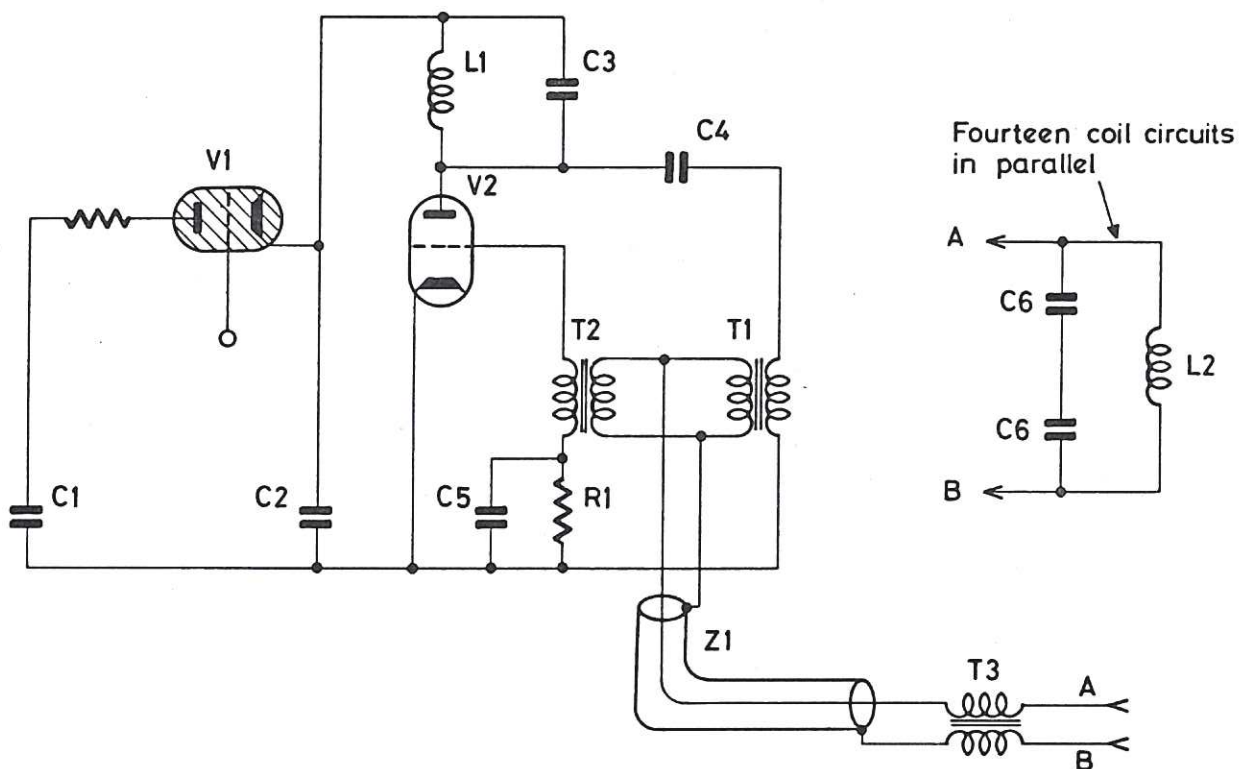 L1
C3
C4
V1
V2
Fourteen coil circuits
in parallel
A
C6
L2
C6
B
T2
T1
C1
C2
C5
R1
Z1
T3
A
B